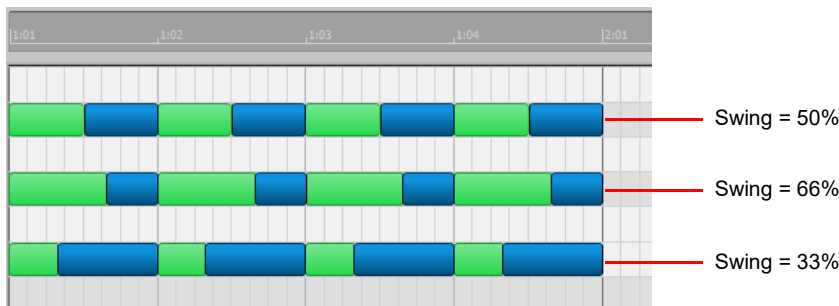 1:01 1:02 1:03 1:04 2:01
Swing = 50%
Swing = 66%
Swing = 33%